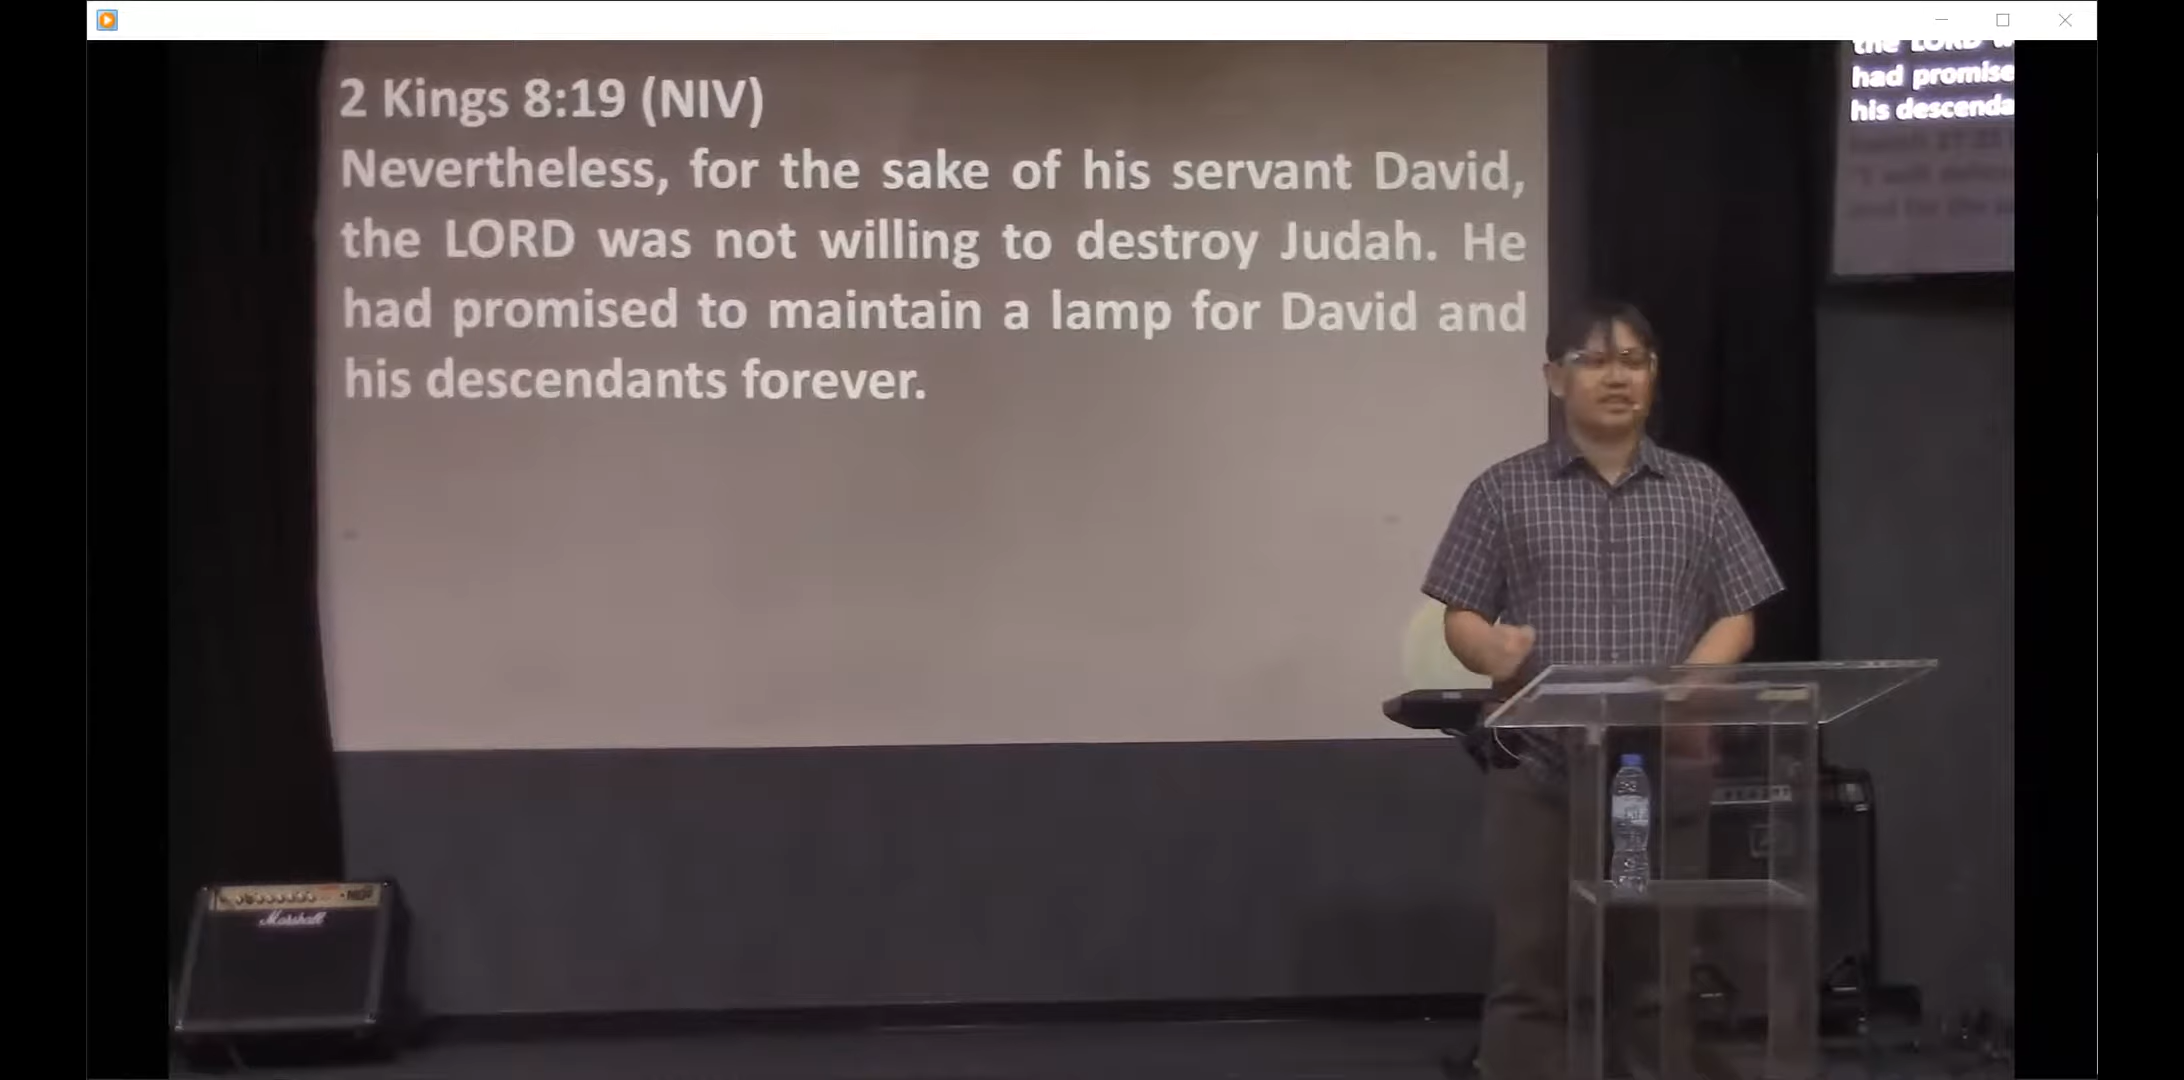 2 Kings 8:19 (NIV)
Nevertheless, for the sake of his servant David,
the LORD was not willing to destroy Judah. He
had promised to maintain a lamp for David and
his descendants forever.
the LORD w
had promise
his descenda
Marshall